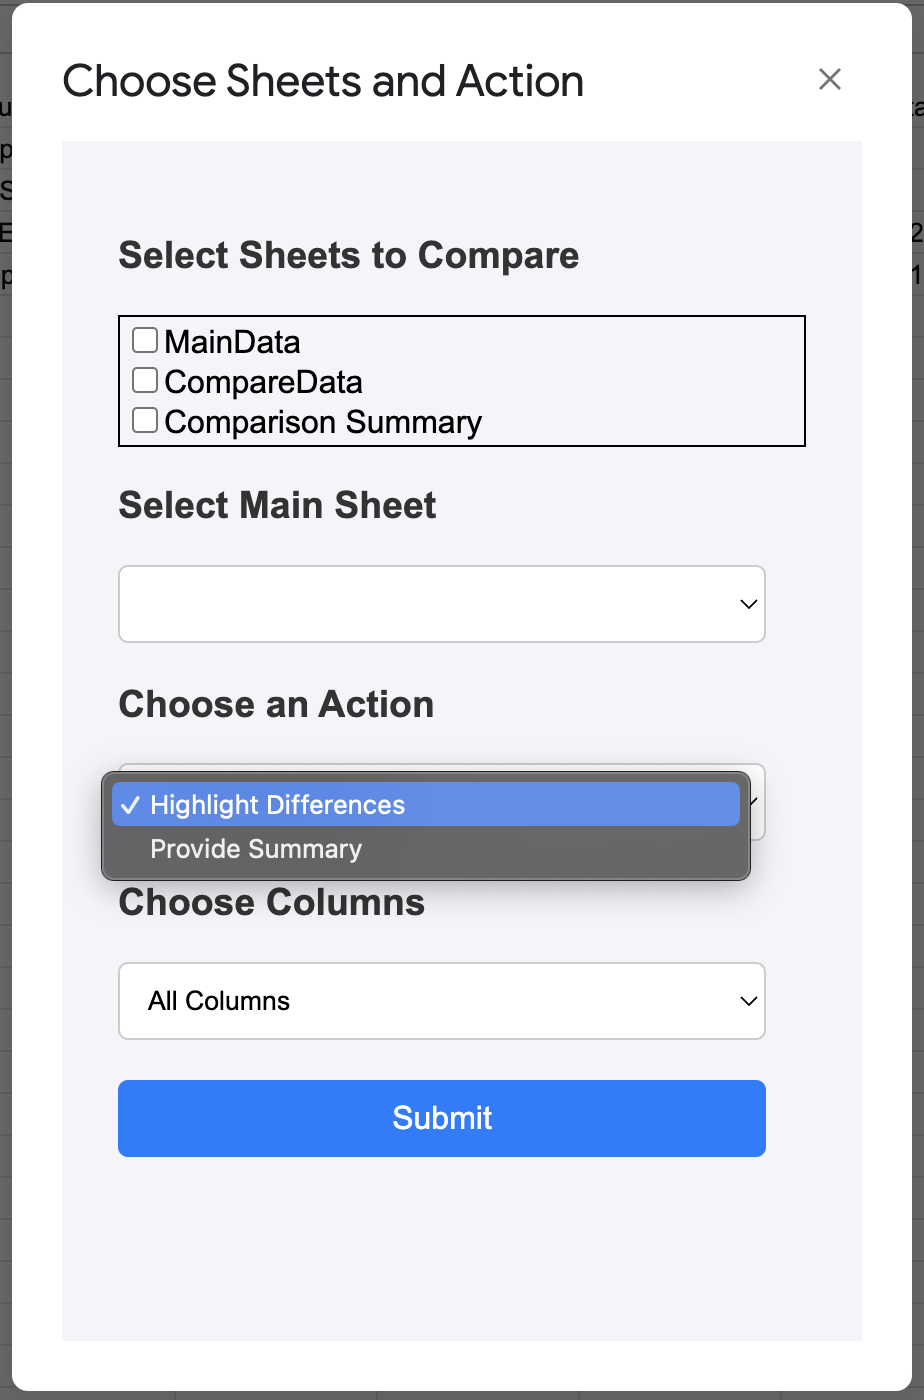 Choose Sheets and Action
Select Sheets to Compare
MainData
CompareData
Comparison Summary
Select Main Sheet
Choose an Action
Highlight Differences
Provide Summary
Choose Columns
All Columns
Submit